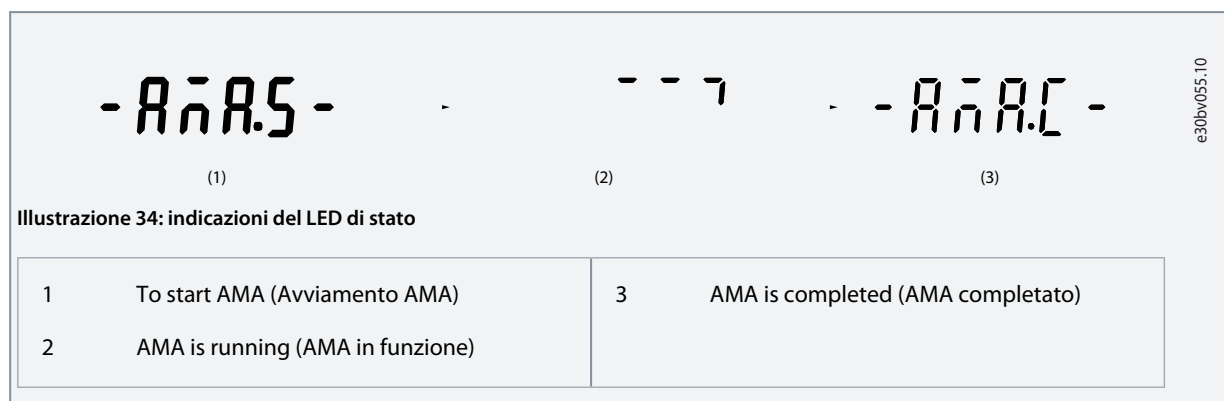 -AMA.S-
-AMA.C-
(1)
(2)
(3)
e30bv055.10
Illustrazione 34: indicazioni del LED di stato
1 To start AMA (Avviamento AMA)
2 AMA is running (AMA in funzione)
3 AMA is completed (AMA completato)